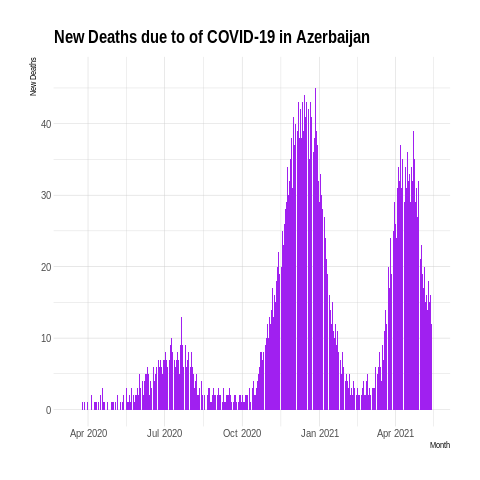 New Deaths due to of COVID-19 in Azerbaijan
New Deaths
40
30
20
10
0
Apr 2020 Jul 2020 Oct 2020 Jan 2021 Apr 2021
Month